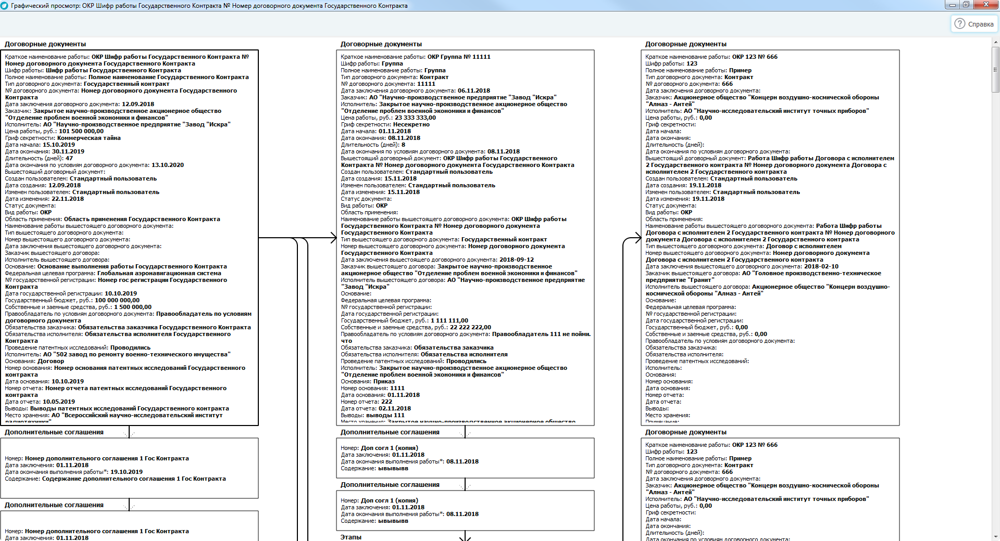 Графический просмотр: ОКР Шифр работы Государственного Контракта № Номер договорного документа Государственного Контракта
Справка
Договорные документы
Краткое наименование работы: ОКР Шифр работы Государственного Контракта №
Номер договорного документа Государственного Контракта
Шифр работы: Шифр работы Государственного Контракта
Полное наименование работы: Полное наименование Государственного Контракта
Тип договорного документа: Государственный контракт
№ договорного документа: Номер договорного документа Государственного
Контракта
Дата заключения договорного документа: 12.09.2018
Заказчик: Закрытое научно-производственное акционерное общество
"Отделение проблем военной экономики и финансов"
Исполнитель: АО "Научно-производственное предприятие "Завод "Искра"
Цена работы, руб.: 101 500 000,00
Гриф секретности: Коммерческая тайна
Дата начала: 15.10.2019
Дата окончания: 30.11.2019
Длительность (дней): 47
Дата окончания по условиям договорного документа: 13.10.2020
Вышестоящий договорный документ:
Создан пользователем: Стандартный пользователь
Дата создания: 12.09.2018
Изменен пользователем: Стандартный пользователь
Дата изменения: 22.11.2018
Статус документа:
Вид работы: ОКР
Область применения: Область применения Государственного Контракта
Наименование работы вышестоящего договорного документа:
Тип вышестоящего договорного документа:
Номер вышестоящего договорного документа:
Дата заключения вышестоящего договорного документа:
Заказчик вышестоящего договора:
Исполнитель вышестоящего договора:
Основание: Основание выполнения работы Государственного Контракта
Федеральная целевая программа: Глобальная аэронавигационная система
№ государственной регистрации: Номер гос регистрации Государственного
Контракта
Дата государственной регистрации: 10.10.2019
Государственный бюджет, руб.: 100 000 000,00
Собственные и заемные средства, руб.: 1 500 000,00
Правообладатель по условиям договорного документа: Правообладатель по условиям
договорного документа
Обязательства заказчика: Обязательства заказчика Государственного Контракта
Обязательства исполнителя: Обязательства исполнителя Государственного
Контракта
Проведение патентных исследований: Проводились
Исполнитель: АО "502 завод по ремонту военно-технического имущества"
Основания: Договор
Номер основания: Номер основания патентных исследований Государственного
контракта
Дата основания: 10.10.2019
Номер отчета: Номер отчета патентных исследований Государственного
контракта
Дата отчета: 10.05.2019
Выводы: Выводы патентных исследований Государственного контракта
Место хранения: АО "Всероссийский научно-исследовательский институт
радиотехники"
Дополнительные соглашения
Номер: Номер дополнительного соглашения 1 Гос Контракта
Дата заключения: 01.11.2018
Дата окончания выполнения работы*: 19.10.2019
Содержание: Содержание дополнительного соглашения 1 Гос Контракта
Дополнительные соглашения
Номер: Номер дополнительного соглашения 1 Гос Контракта
Дата заключения: 01.11.2018
Договорные документы
Краткое наименование работы: ОКР Группа № 11111
Шифр работы: Группа
Полное наименование работы: Группа
Тип договорного документа: Контракт
№ договорного документа: 11111
Дата заключения договорного документа: 06.11.2018
Заказчик: АО "Научно-производственное предприятие "Завод "Искра"
Исполнитель: Закрытое научно-производственное акционерное общество
"Отделение проблем военной экономики и финансов"
Цена работы, руб.: 23 333 333,00
Гриф секретности: Несекретно
Дата начала: 01.11.2018
Дата окончания: 08.11.2018
Длительность (дней): 8
Дата окончания по условиям договорного документа: 08.11.2018
Вышестоящий договорный документ: ОКР Шифр работы Государственного
Контракта № Номер договорного документа Государственного Контракта
Создан пользователем: Стандартный пользователь
Дата создания: 15.11.2018
Изменен пользователем: Стандартный пользователь
Дата изменения: 15.11.2018
Статус документа:
Вид работы: ОКР
Область применения:
Наименование работы вышестоящего договорного документа: ОКР Шифр работы
Государственного Контракта № Номер договорного документа
Государственного Контракта
Тип вышестоящего договорного документа: Государственный контракт
Номер вышестоящего договорного документа: Номер договорного документа
Государственного Контракта
Дата заключения вышестоящего договорного документа: 2018-09-12
Заказчик вышестоящего договора: Закрытое научно-производственное
акционерное общество "Отделение проблем военной экономики и финансов"
Исполнитель вышестоящего договора: АО "Научно-производственное предприятие
"Завод "Искра"
Основание:
Федеральная целевая программа:
№ государственной регистрации:
Дата государственной регистрации:
Государственный бюджет, руб.: 1 111 111,00
Собственные и заемные средства, руб.: 22 222 222,00
Правообладатель по условиям договорного документа: Правообладатель 111 не пойми.
что
Обязательства заказчика: Обязательства заказчика
Обязательства исполнителя: Обязательства исполнителя
Проведение патентных исследований: Проводились
Исполнитель: Закрытое научно-производственное акционерное общество
"Отделение проблем военной экономики и финансов"
Основания: Приказ
Номер основания: 1111
Дата основания: 01.11.2018
Номер отчета: 222
Дата отчета: 02.11.2018
Выводы: выводы 111
Место хранения: Закрытое научно-производственное акционерное общество
Дополнительные соглашения
Номер: Доп согл 1 (копия)
Дата заключения: 01.11.2018
Дата окончания выполнения работы*: 08.11.2018
Содержание: ывывывв
Дополнительные соглашения
Номер: Доп согл 1 (копия)
Дата заключения: 01.11.2018
Дата окончания выполнения работы*: 08.11.2018
Содержание: ывывывв
Этапы
Договорные документы
Краткое наименование работы: ОКР 123 № 666
Шифр работы: 123
Полное наименование работы: Пример
Тип договорного документа: Контракт
№ договорного документа: 666
Дата заключения договорного документа:
Заказчик: Акционерное общество "Концерн воздушно-космической обороны
"Алмаз - Антей"
Исполнитель: АО "Научно-исследовательский институт точных приборов"
Цена работы, руб.: 0,00
Гриф секретности:
Дата начала:
Дата окончания:
Длительность (дней):
Дата окончания по условиям договорного документа:
Вышестоящий договорный документ: Работа Шифр работы Договора с исполнителем
2 Государственного контракта № Номер договорного документа Договора с
исполнителем 2 Государственного контракта
Создан пользователем: Стандартный пользователь
Дата создания: 19.11.2018
Изменен пользователем: Стандартный пользователь
Дата изменения: 19.11.2018
Статус документа:
Вид работы: ОКР
Область применения:
Наименование работы вышестоящего договорного документа: Работа Шифр работы
Договора с исполнителем 2 Государственного контракта № Номер договорного
документа Договора с исполнителем 2 Государственного контракта
Тип вышестоящего договорного документа: Договор с исполнителем
Номер вышестоящего договорного документа: Номер договорного документа
Договора с исполнителем 2 Государственного контракта
Дата заключения вышестоящего договорного документа: 2018-02-10
Заказчик вышестоящего договора: АО "Головное производственно-техническое
предприятие "Гранит"
Исполнитель вышестоящего договора: Акционерное общество "Концерн воздушно-
космической обороны "Алмаз - Антей"
Основание:
Федеральная целевая программа:
№ государственной регистрации:
Дата государственной регистрации:
Государственный бюджет, руб.: 0,00
Собственные и заемные средства, руб.: 0,00
Правообладатель по условиям договорного документа:
Обязательства заказчика:
Обязательства исполнителя:
Проведение патентных исследований:
Исполнитель:
Основания:
Номер основания:
Дата основания:
Номер отчета:
Дата отчета:
Выводы:
Место хранения:
Примечание:
Договорные документы
Краткое наименование работы: ОКР 123 № 666
Шифр работы: 123
Полное наименование работы: Пример
Тип договорного документа: Контракт
№ договорного документа: 666
Дата заключения договорного документа:
Заказчик: Акционерное общество "Концерн воздушно-космической обороны
"Алмаз - Антей"
Исполнитель: АО "Научно-исследовательский институт точных приборов"
Цена работы, руб.: 0,00
Гриф секретности:
Дата начала:
Дата окончания:
Длительность (дней):
Дата окончания по условиям договорного документа: